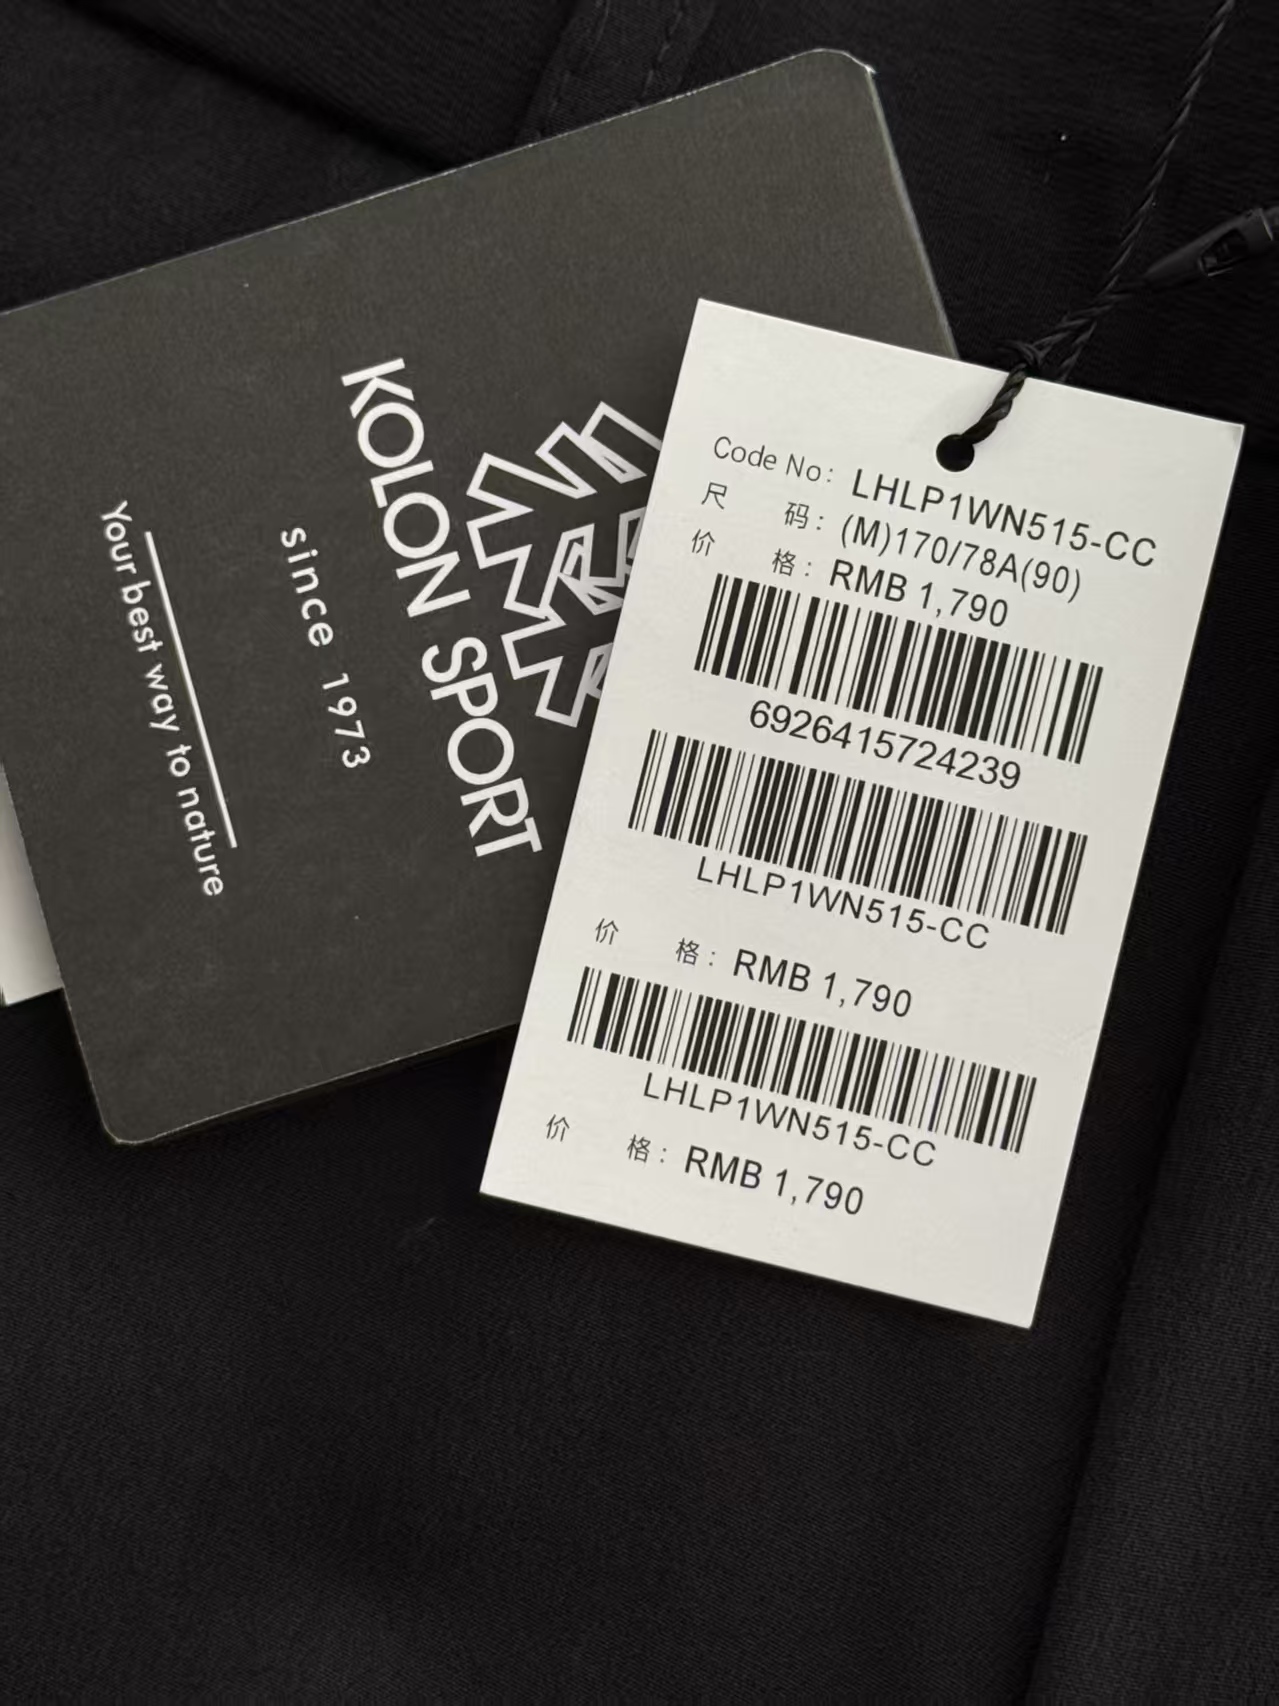 KOLON SPORT
since 1973
Your best way to nature
Code No: LHLP1WN515-CC
尺 码: (M)170/78A(90)
价 格: RMB 1,790
6926415724239
LHLP1WN515-CC
价 格: RMB 1,790
LHLP1WN515-CC
价 格: RMB 1,790